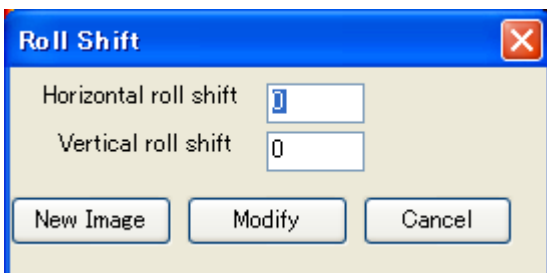 Roll Shift
Horizontal roll shift 0
Vertical roll shift 0
New Image Modify Cancel